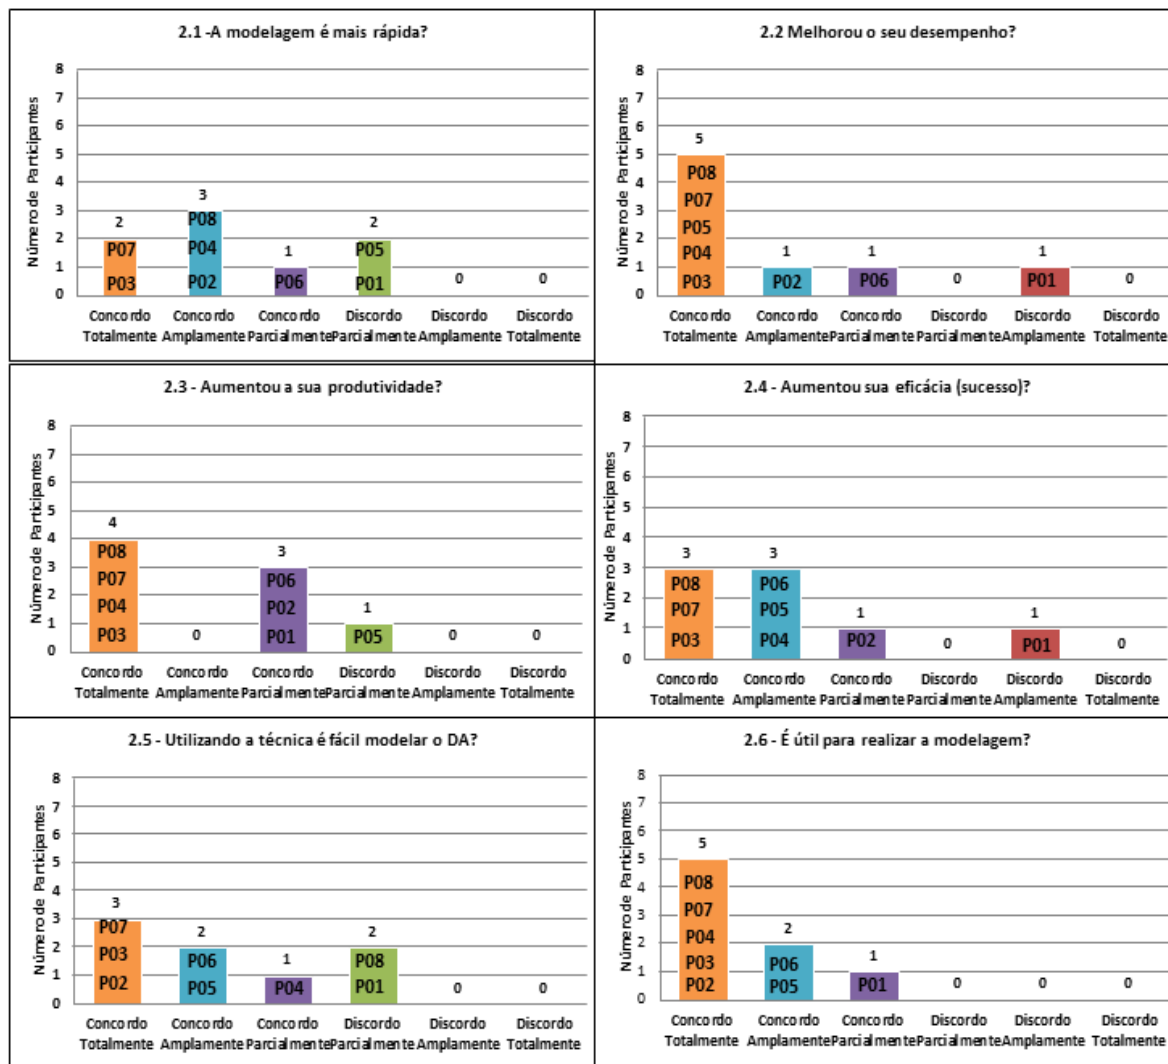 2.1 -A modelagem é mais rápida?
Número de Participantes
8
7
6
5
4
3
2
1
0
2
P07
P03
3
P08
P04
P02
1
P06
2
P05
P01
0
0
Concordo Concordo Concordo Discordo Discordo Discordo
Totalmente Amplamente Parcialmente Parcialmente Amplamente Totalmente
2.2 Melhorou o seu desempenho?
Número de Participantes
8
7
6
5
4
3
2
1
0
5
P08
P07
P05
P04
P03
1
P02
1
P06
0
1
P01
0
Concordo Concordo Concordo Discordo Discordo Discordo
Totalmente Amplamente Parcialmente Parcialmente Amplamente Totalmente
2.3 - Aumentou a sua produtividade?
Número de Participantes
8
7
6
5
4
3
2
1
0
4
P08
P07
P04
P03
0
3
P06
P02
P01
1
P05
0
0
Concordo Concordo Concordo Discordo Discordo Discordo
Totalmente Amplamente Parcialmente Parcialmente Amplamente Totalmente
2.4 - Aumentou sua eficácia (sucesso)?
Número de Participantes
8
7
6
5
4
3
2
1
0
3
P08
P07
P03
3
P06
P05
P04
1
P02
0
1
P01
0
Concordo Concordo Concordo Discordo Discordo Discordo
Totalmente Amplamente Parcialmente Parcialmente Amplamente Totalmente
2.5 - Utilizando a técnica é fácil modelar o DA?
Número de Participantes
8
7
6
5
4
3
2
1
0
3
P07
P03
P02
2
P06
P05
1
P04
2
P08
P01
0
0
Concordo Concordo Concordo Discordo Discordo Discordo
Totalmente Amplamente Parcialmente Parcialmente Amplamente Totalmente
2.6 - É útil para realizar a modelagem?
Número de Participantes
8
7
6
5
4
3
2
1
0
5
P08
P07
P04
P03
P02
2
P06
P05
1
P01
0
0
0
Concordo Concordo Concordo Discordo Discordo Discordo
Totalmente Amplamente Parcialmente Parcialmente Amplamente Totalmente